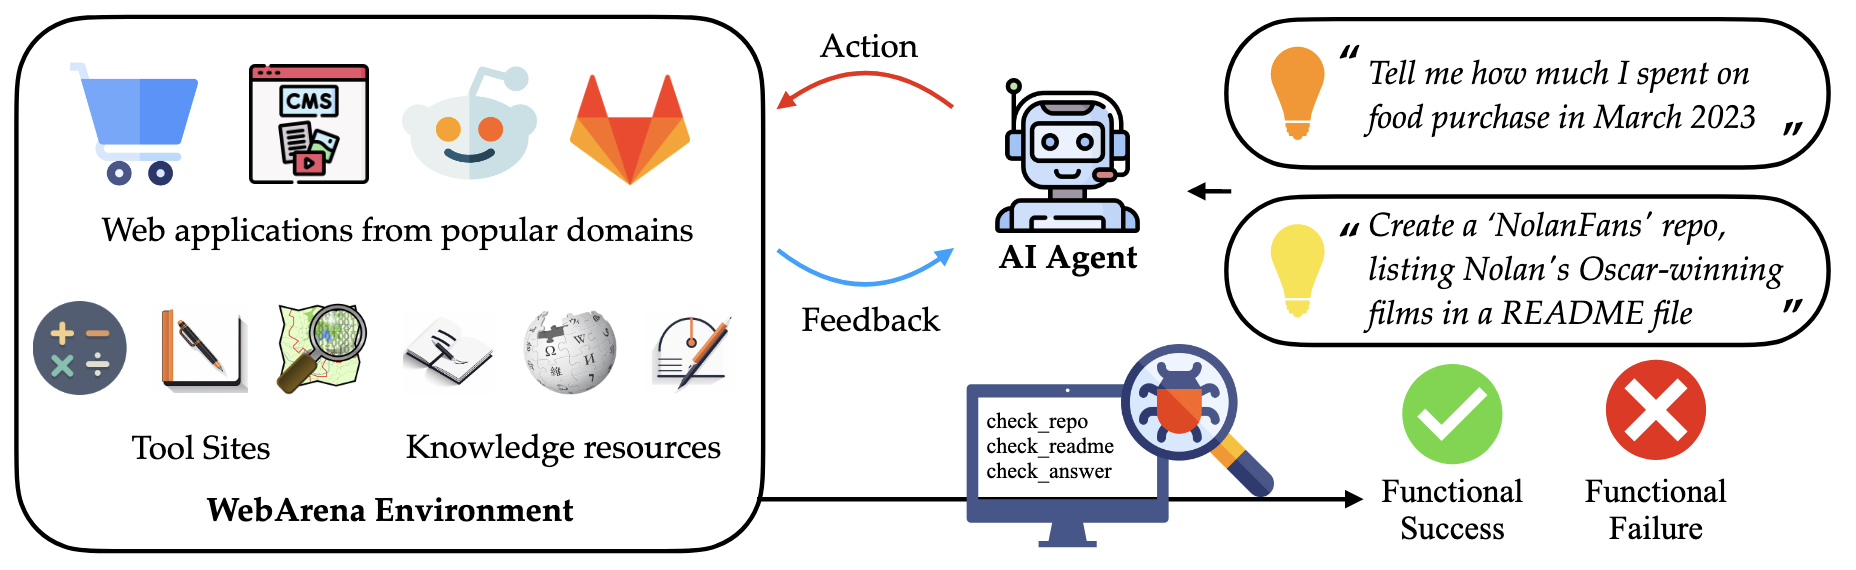 CMS
Web applications from popular domains
Tool Sites
Knowledge resources
WebArena Environment
Action
Feedback
AI Agent
“ Tell me how much I spent on
food purchase in March 2023 ”
“ Create a ‘NolanFans’ repo,
listing Nolan's Oscar-winning
films in a README file ”
check_repo
check_readme
check_answer
Functional
Success
Functional
Failure